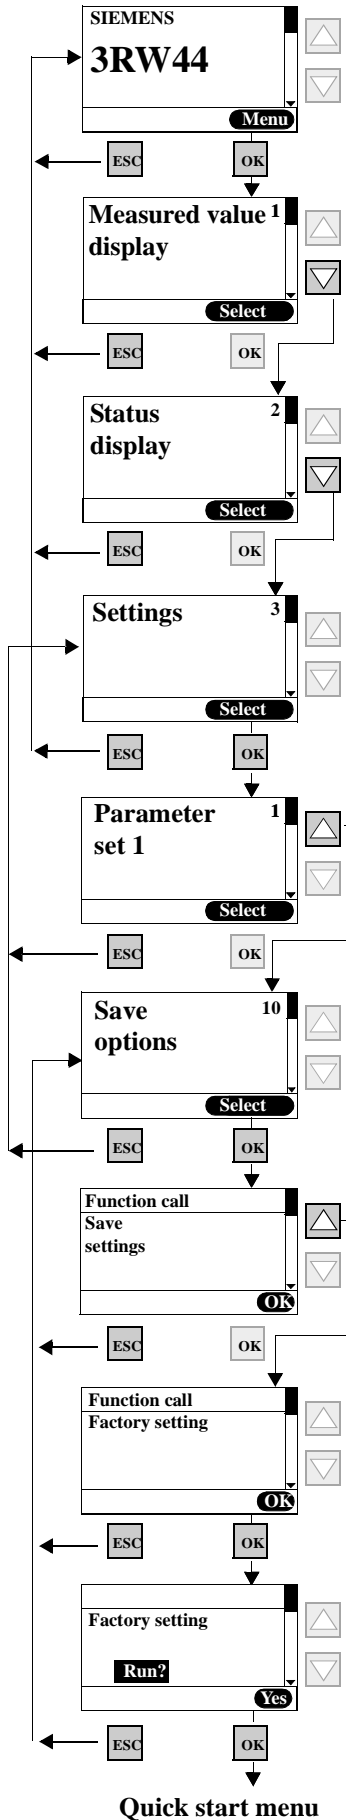 SIEMENS
3RW44
Menu
ESC
OK
Measured value 1
display
Select
ESC
OK
Status 2
display
Select
ESC
OK
Settings 3
Select
ESC
OK
Parameter 1
set 1
Select
ESC
OK
Save 10
options
Select
ESC
OK
Function call
Save
settings
OK
ESC
OK
Function call
Factory setting
OK
ESC
OK
Factory setting
Run?
Yes
ESC
OK
Quick start menu